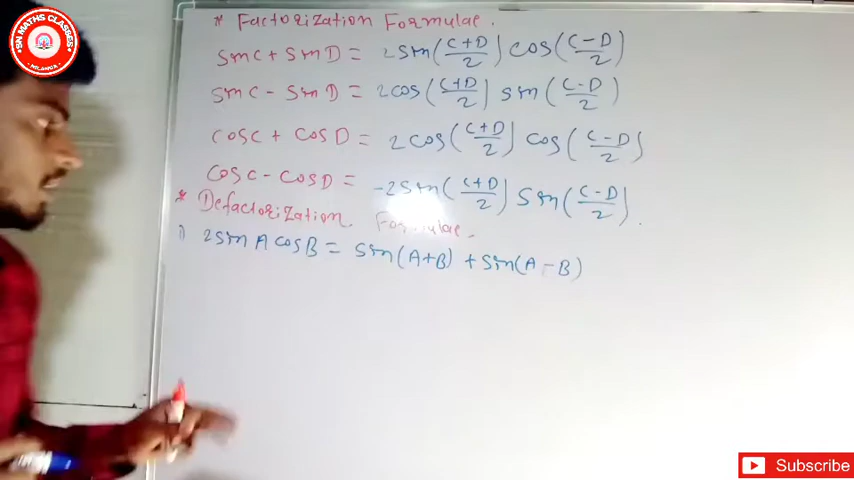 SN MATHS CLASSES
NILANGA
* Factorization Formulae.
sinC + sinD = 2sin(C+D/2) cos(C-D/2)
sinC - sinD = 2cos(C+D/2) sin(C-D/2)
cosC + cosD = 2cos(C+D/2) cos(C-D/2)
cosC - cosD = -2sin(C+D/2) sin(C-D/2).
* Defactorization. Formulae.
1) 2sinA cosB = sin(A+B) + sin(A-B)
Subscribe